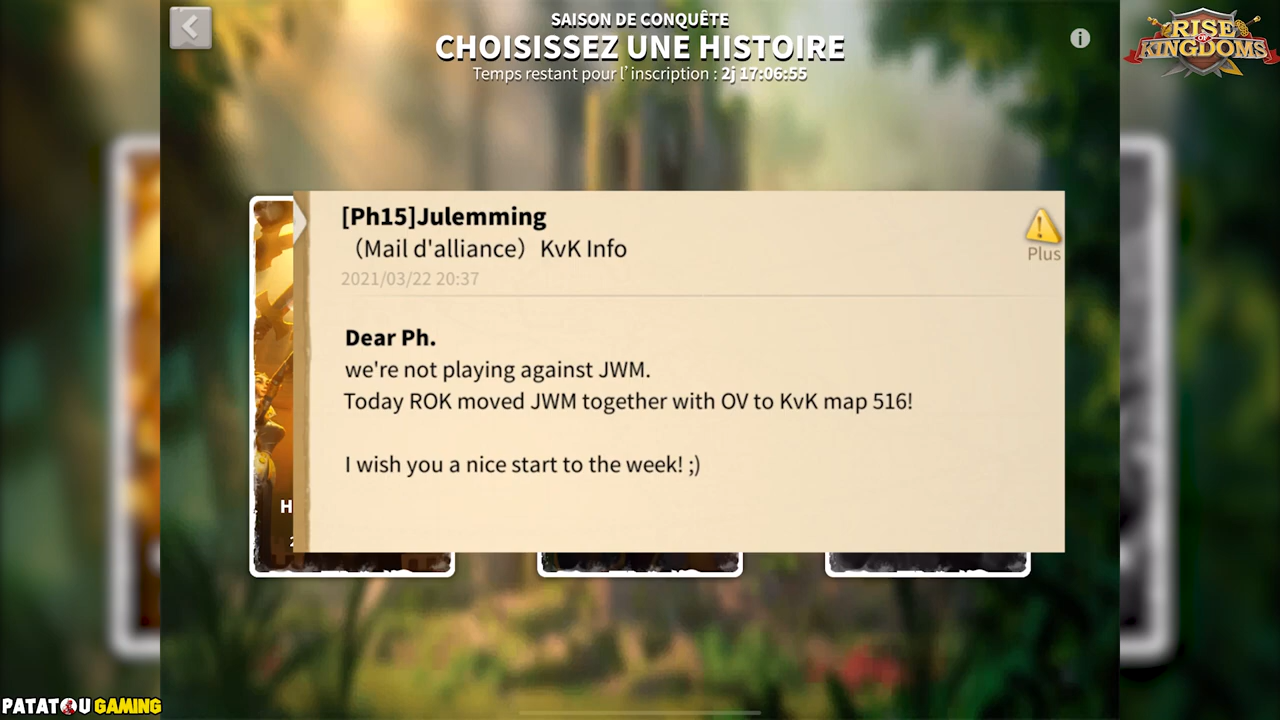 SAISON DE CONQUÊTE
CHOISISSEZ UNE HISTOIRE
Temps restant pour l'inscription : 2j 17:06:55
RISE OF KINGDOMS
[Ph15]Julemming
（Mail d'alliance）KvK Info
2021/03/22 20:37
Plus
Dear Ph.
we're not playing against JWM.
Today ROK moved JWM together with OV to KvK map 516!
I wish you a nice start to the week! ;)
H
PATATOU GAMING